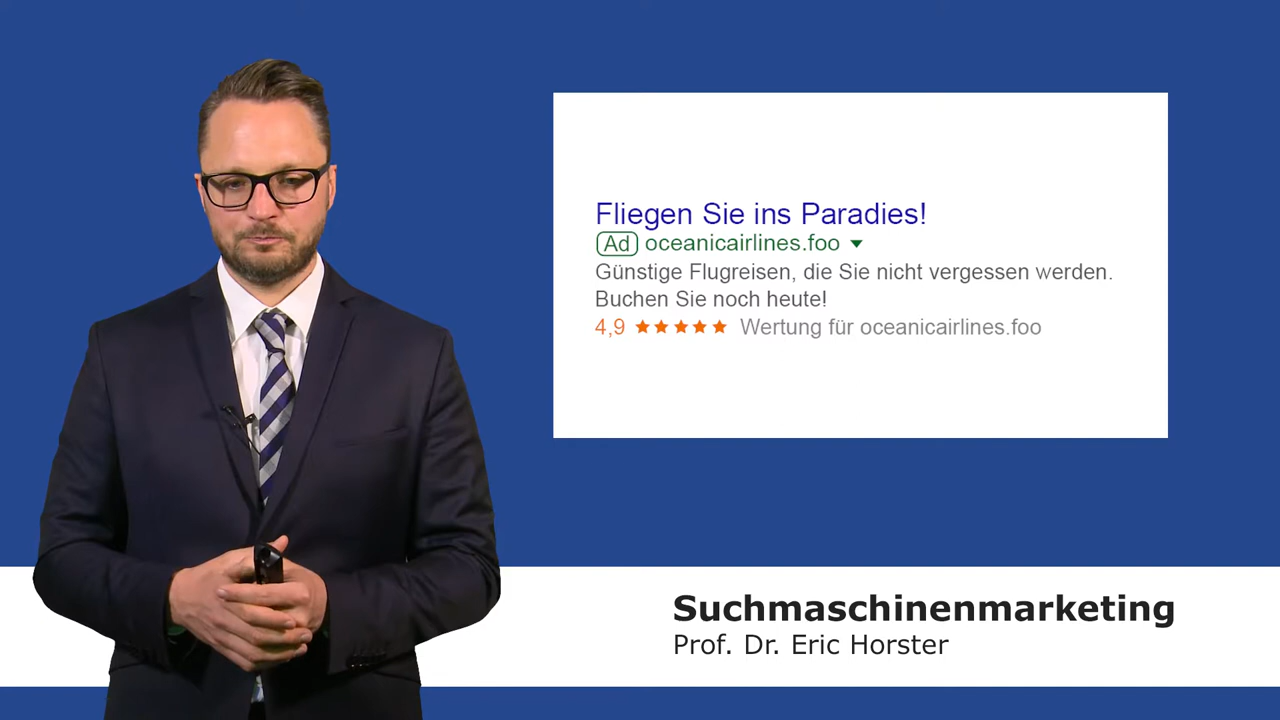 Fliegen Sie ins Paradies!
Ad oceanicairlines.foo
Günstige Flugreisen, die Sie nicht vergessen werden.
Buchen Sie noch heute!
4,9 ★★★★★ Wertung für oceanicairlines.foo
Suchmaschinenmarketing
Prof. Dr. Eric Horster